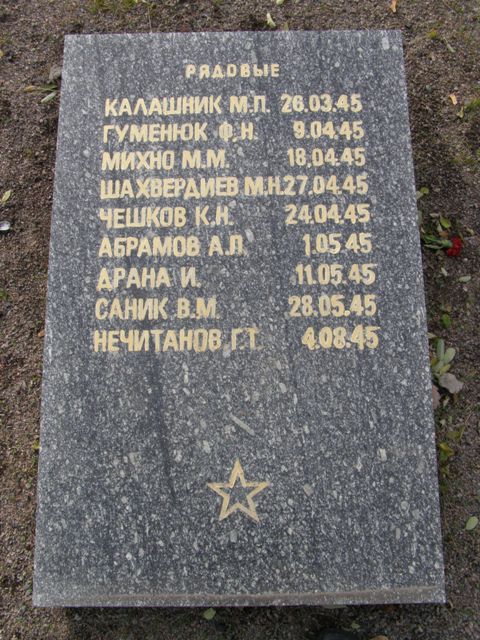 РЯДОВЫЕ
КАЛАШНИК М.П. 26.03.45
ГУМЕНЮК Ф.Н. 9.04.45
МИХНО М.М. 18.04.45
ШАХВЕРДИЕВ М.Н. 27.04.45
ЧЕШКОВ К.Н. 24.04.45
АБРАМОВ А.Л. 1.05.45
ДРАНА И. 11.05.45
САНИК В.М. 28.05.45
НЕЧИТАНОВ Г.Т. 4.08.45